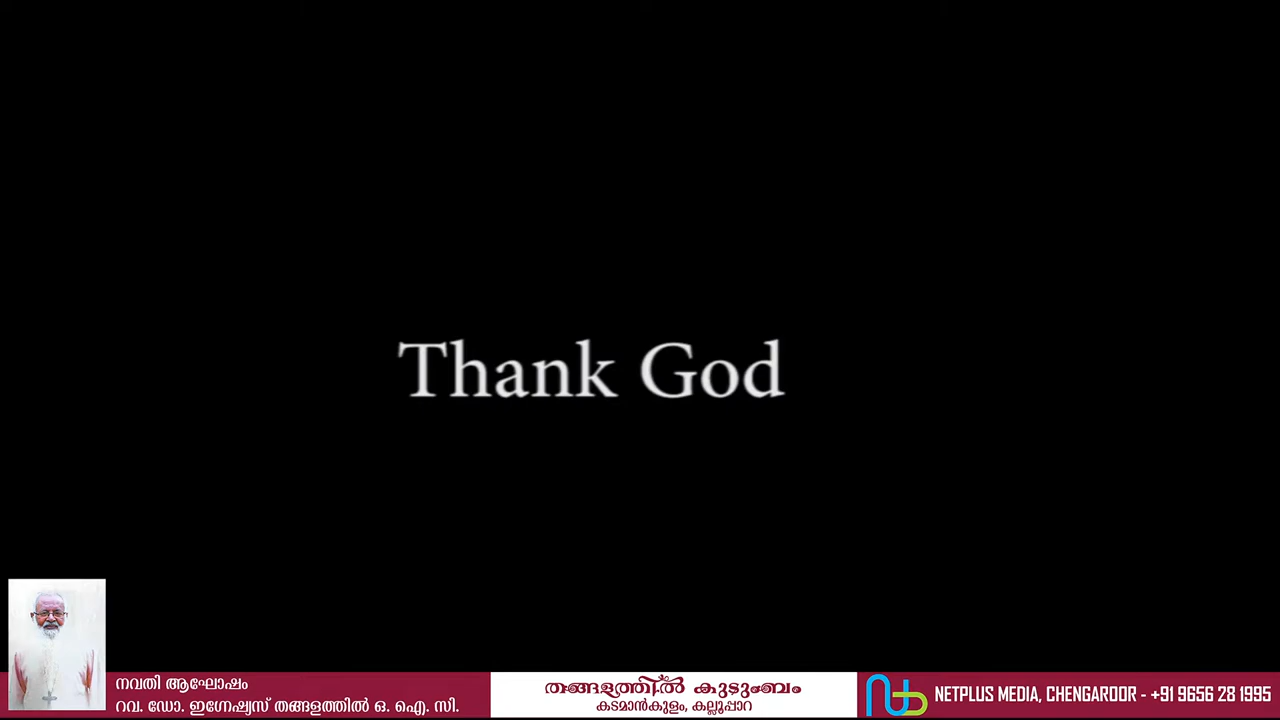 Thank God
നവതി ആഘോഷം
റവ. ഡോ. ഇഗ്നേഷ്യസ് തങ്ങളത്തിൽ ഒ. ഐ. സി.
തങ്ങളത്തിൽ കുടുംബം
കടമാൻകുളം, കല്ലൂപ്പാറ
NETPLUS MEDIA, CHENGAROOR - +91 9656 28 1995